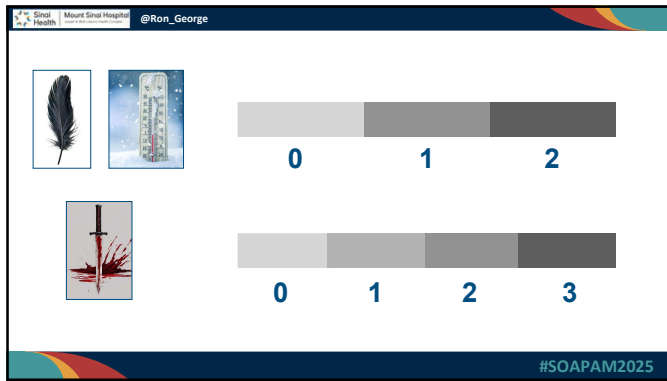 Sinai
Health
Mount Sinai Hospital
@Ron_George
0 1 2
0 1 2 3
#SOAPAM2025